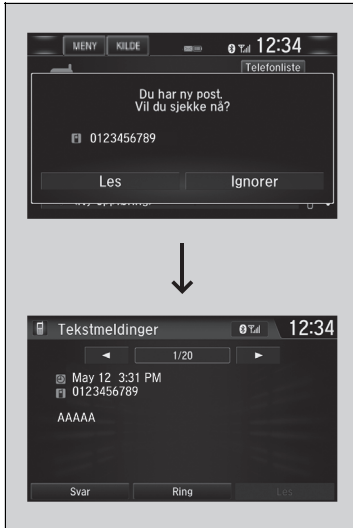 MENY KILDE 12:34
Telefonliste
Du har ny post.
Vil du sjekke nå?
0123456789
Les Ignorer
Tekstmeldinger 12:34
◄ 1/20 ►
May 12 3:31 PM
0123456789
AAAAA
Svar Ring Les